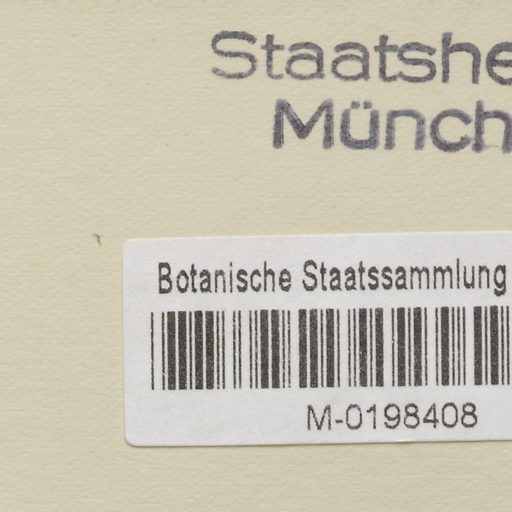 Staatshe
Münch
Botanische Staatssammlung
M-0198408